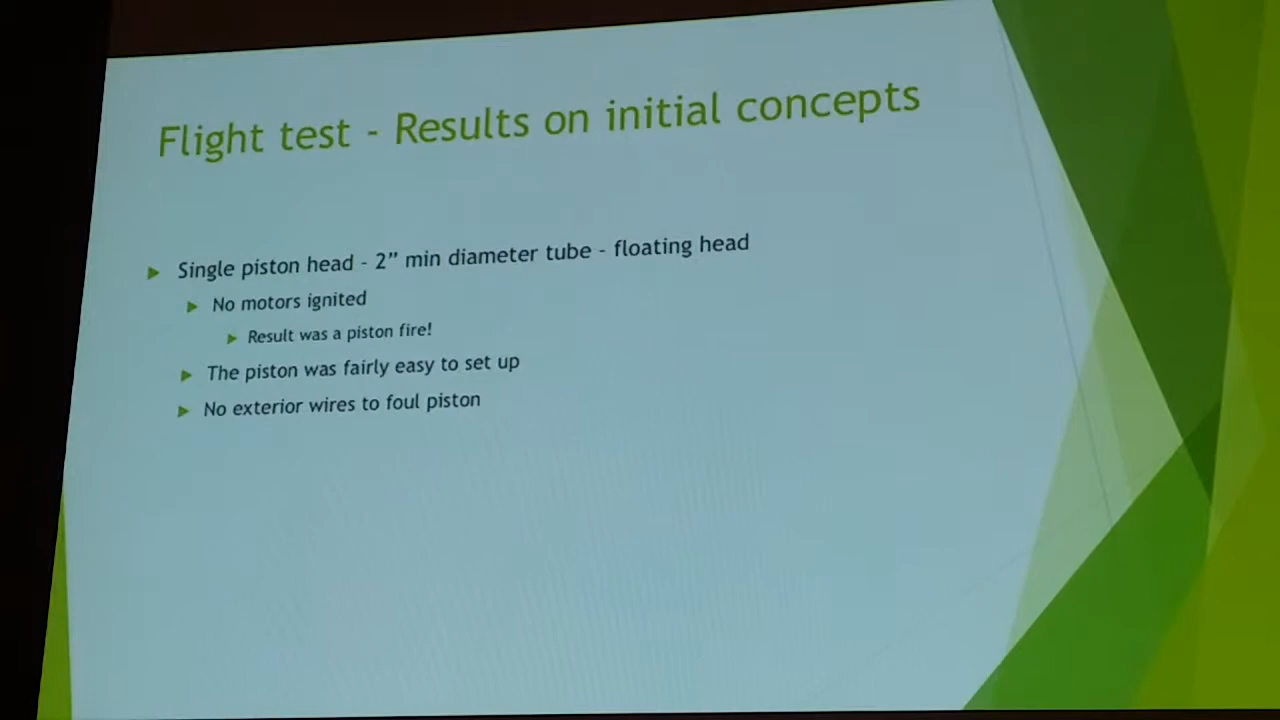 Flight test - Results on initial concepts
Single piston head - 2” min diameter tube - floating head
No motors ignited
Result was a piston fire!
The piston was fairly easy to set up
No exterior wires to foul piston